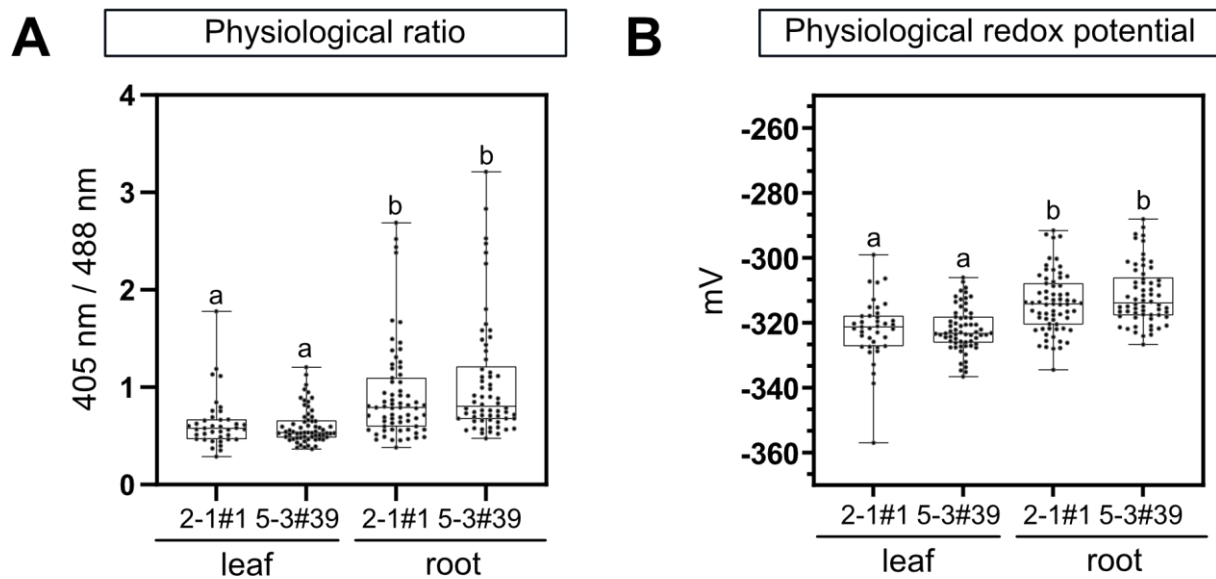 A
Physiological ratio
4
3
2
1
0
405 nm / 488 nm
a
a
b
b
2-1#1 5-3#39 2-1#1 5-3#39
leaf root
B
Physiological redox potential
-260
-280
-300
-320
-340
-360
mV
a
a
b
b
2-1#1 5-3#39 2-1#1 5-3#39
leaf root